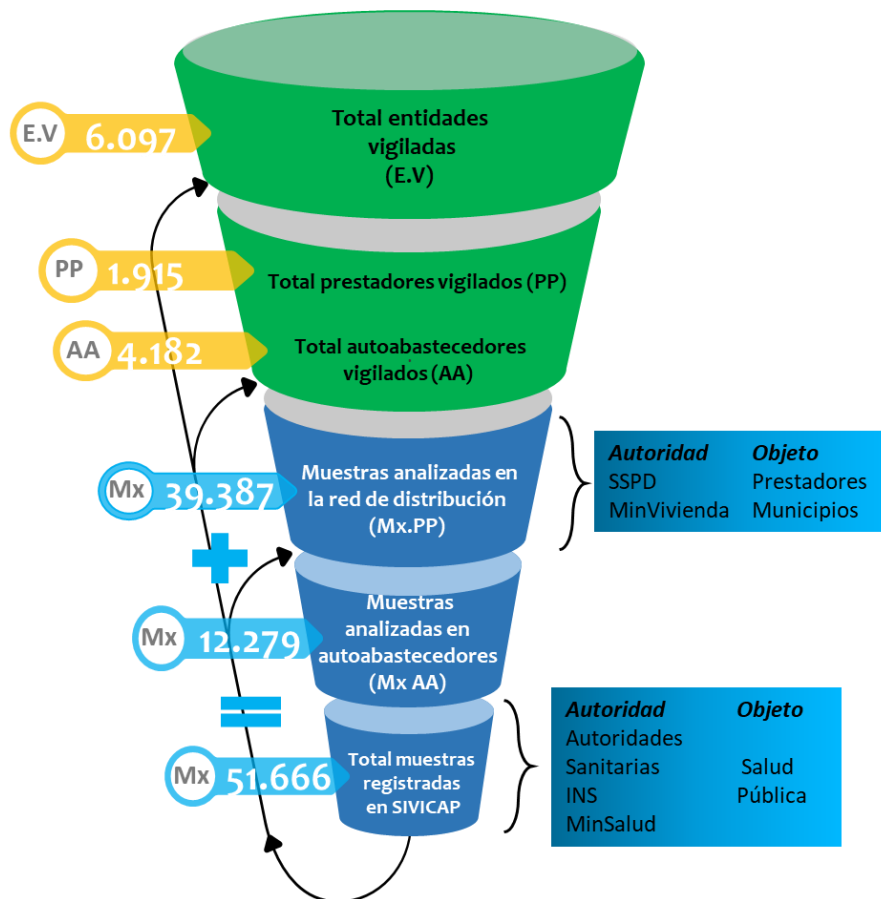 E.V 6.097
Total entidades
vigiladas
(E.V)
PP 1.915
Total prestadores vigilados (PP)
AA 4.182
Total autoabastecedores
vigilados (AA)
Mx 39.387
Muestras analizadas en
la red de distribución
(Mx.PP)
Autoridad Objeto
SSPD Prestadores
MinVivienda Municipios
+
Mx 12.279
Muestras
analizadas en
autoabastecedores
(Mx AA)
=
Mx 51.666
Total muestras
registradas
en SIVICAP
Autoridad Objeto
Autoridades
Sanitarias Salud
INS Pública
MinSalud